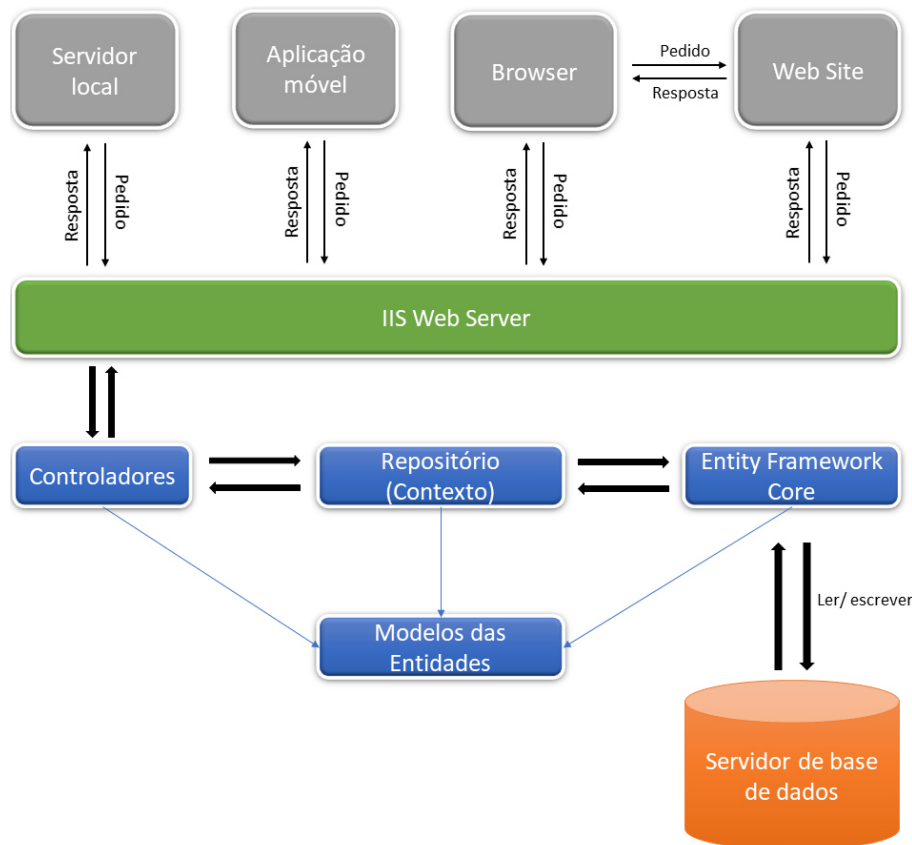 Servidor
local
Aplicação
móvel
Browser
Pedido
Resposta
Web Site
Resposta
Pedido
Resposta
Pedido
Resposta
Pedido
Resposta
Pedido
IIS Web Server
Controladores
Repositório
(Contexto)
Entity Framework
Core
Ler/ escrever
Modelos das
Entidades
Servidor de base
de dados